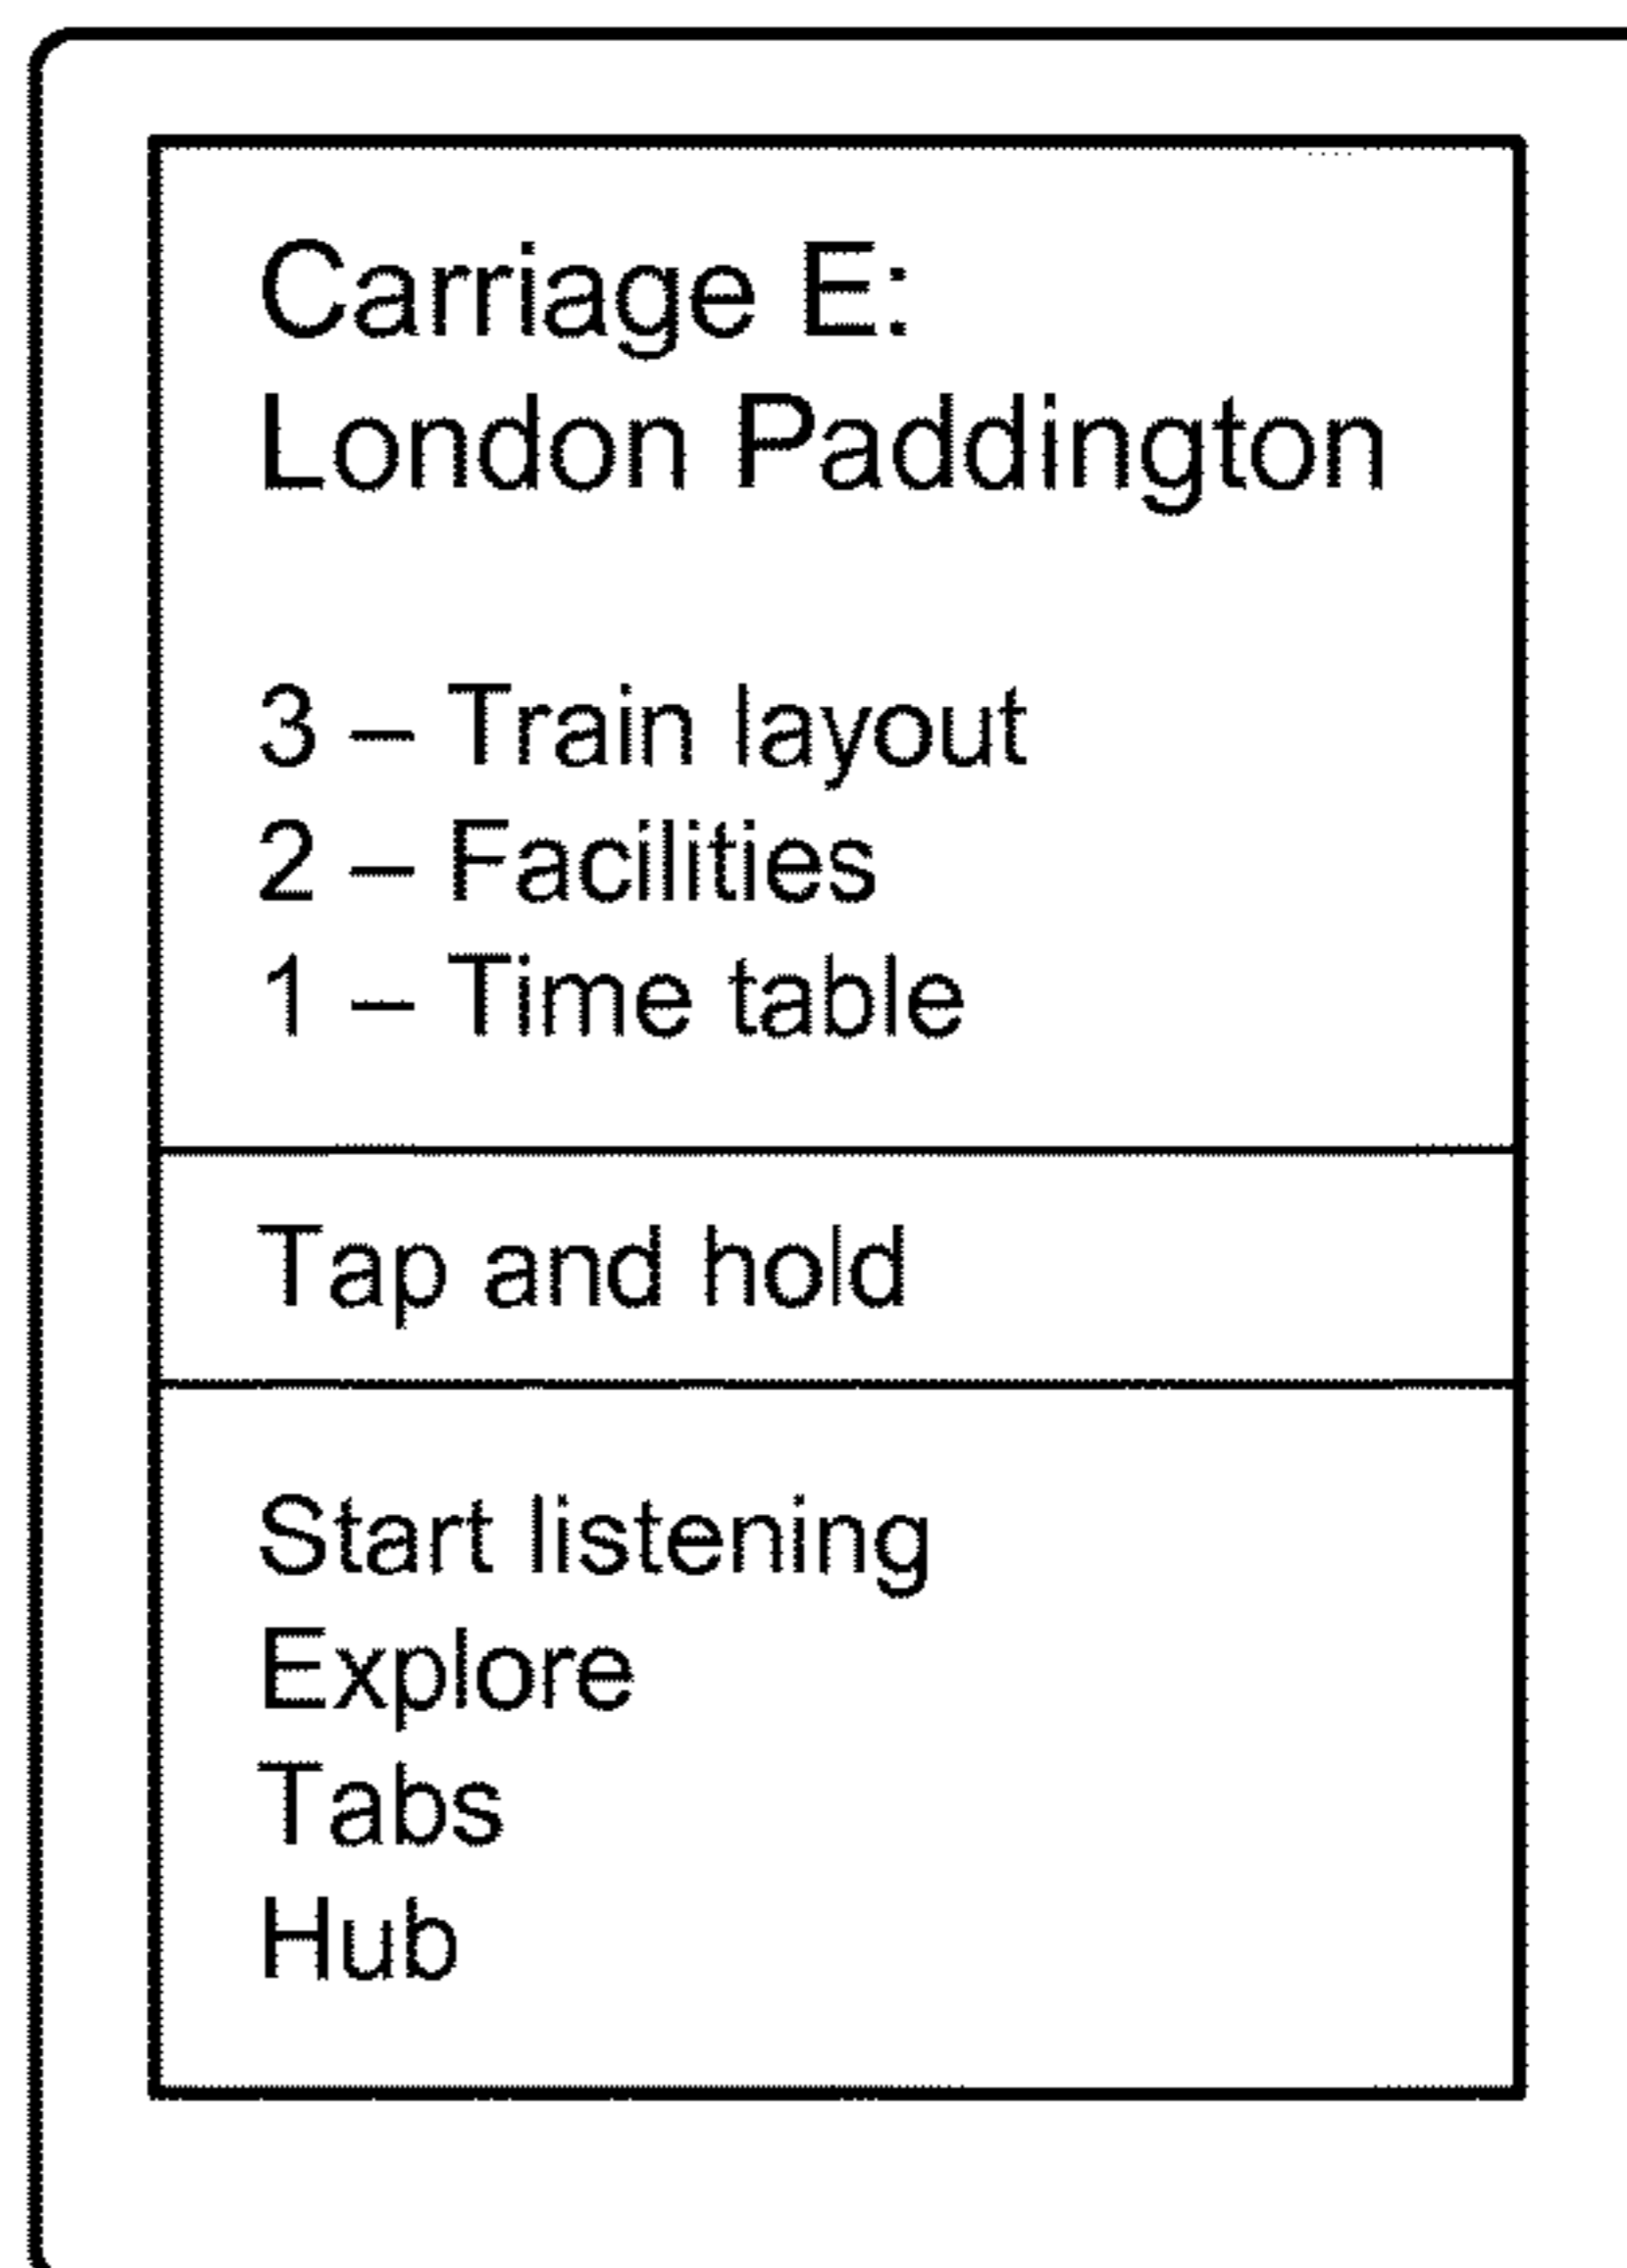 Carriage E:
London Paddington
3 – Train layout
2 – Facilities
1 – Time table
Tap and hold
Start listening
Explore
Tabs
Hub